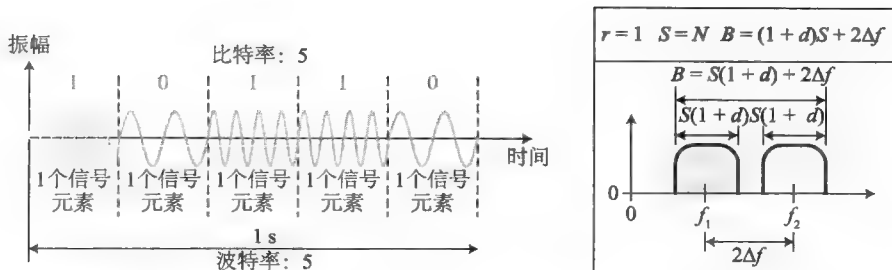 振幅
比特率：5
1 0 1 1 0
时间
1个信号元素 1个信号元素 1个信号元素 1个信号元素 1个信号元素
1 s
波特率：5
r = 1 S = N B = (1 + d)S + 2Δf
B = S(1 + d) + 2Δf
S(1 + d) S(1 + d)
0
0 f₁ f₂
2Δf